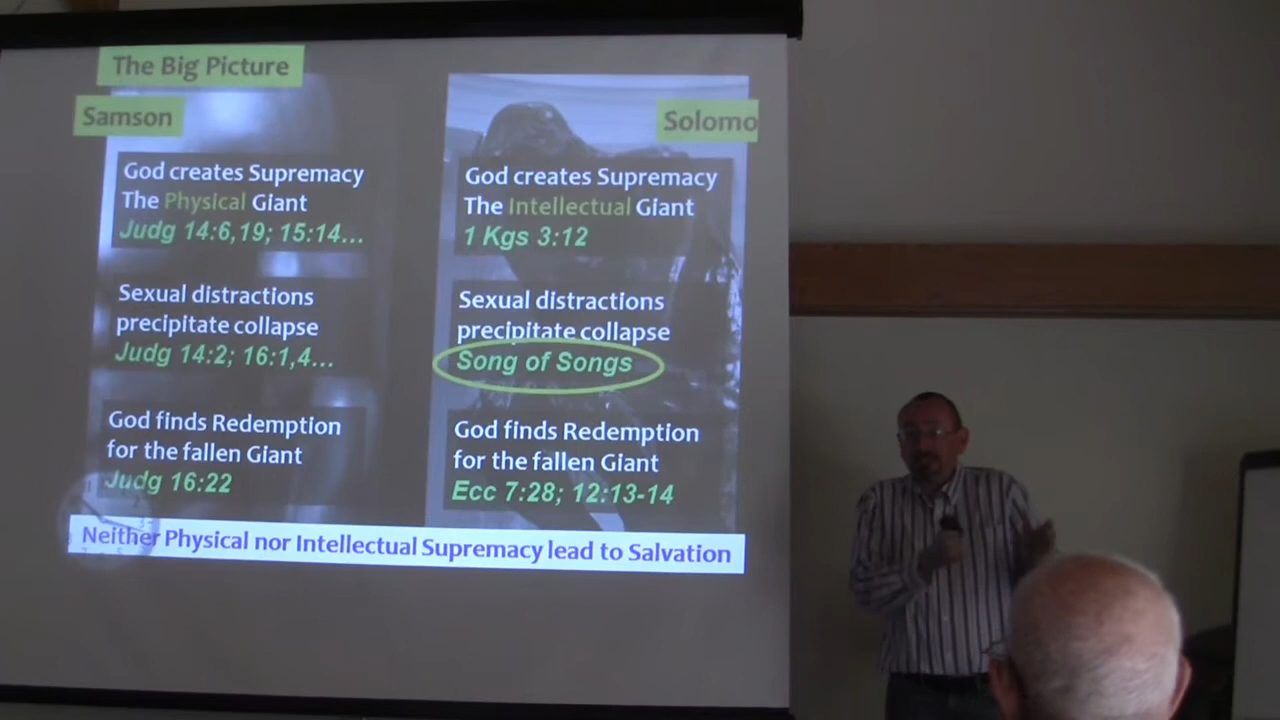 The Big Picture
Samson
God creates Supremacy
The Physical Giant
Judg 14:6,19; 15:14...
Sexual distractions
precipitate collapse
Judg 14:2; 16:1,4...
God finds Redemption
for the fallen Giant
Judg 16:22
Solomo
God creates Supremacy
The Intellectual Giant
1 Kgs 3:12
Sexual distractions
precipitate collapse
Song of Songs
God finds Redemption
for the fallen Giant
Ecc 7:28; 12:13-14
Neither Physical nor Intellectual Supremacy lead to Salvation